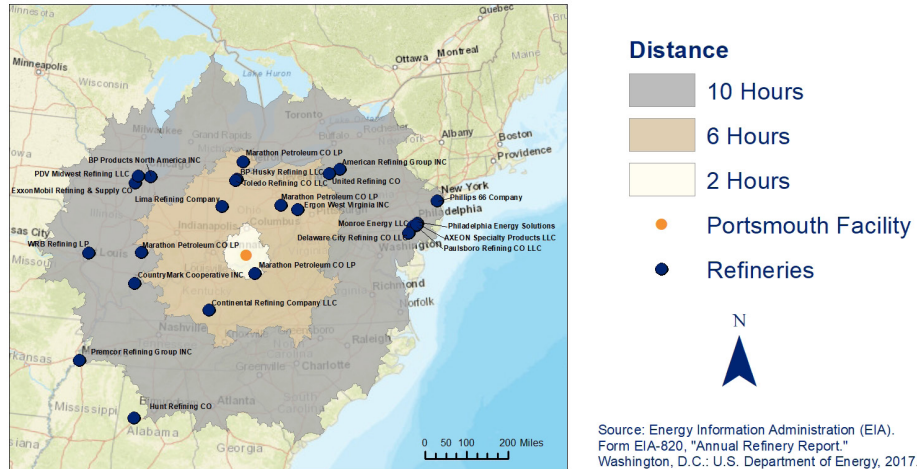 Quebec
Minneapolis
Wisconsin
Lake Huron
Ottawa
Montreal
Maine
Toronto
Milwaukee
Grand Rapids
Buffalo
Rochester
Albany
Boston
Providence
BP Products North America INC
Marathon Petroleum CO LP
American Refining Group INC
PDV Midwest Refining LLC
BP-Husky Refining LLC
ExxonMobil Refining & Supply CO
Toledo Refining CO LLC
United Refining CO
New York
Lima Refining Company
Marathon Petroleum CO LP
Ergon West Virginia INC
Phillips 66 Company
Philadelphia
Columbus
Indianapolis
Monroe Energy LLC
Philadelphia Energy Solutions
Delaware City Refining CO LLC
AXEON Specialty Products LLC
Washington
Paulsboro Refining CO LLC
WRB Refining LP
Louis
Marathon Petroleum CO LP
CountryMark Cooperative INC
Marathon Petroleum CO LP
Kentucky
Richmond
Norfolk
Continental Refining Company LLC
Nashville
Knoxville
Greensboro
Raleigh
Premcor Refining Group INC
Charlotte
Greenville
Mississippi
Hunt Refining CO
Atlanta
Alabama
Georgia
0 50 100 200 Miles
Distance
10 Hours
6 Hours
2 Hours
Portsmouth Facility
Refineries
N
Source: Energy Information Administration (EIA).
Form EIA-820, "Annual Refinery Report."
Washington, D.C.: U.S. Department of Energy, 2017.